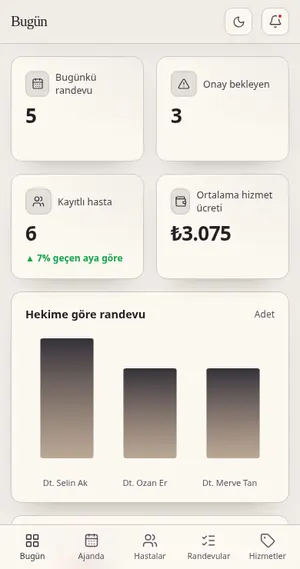 Bugün
Bugünkü
randevu
5
Onay bekleyen
3
Kayıtlı hasta
6
▲ 7% geçen aya göre
Ortalama hizmet
ücreti
₺3.075
Hekime göre randevu
Adet
Dt. Selin Ak
Dt. Ozan Er
Dt. Merve Tan
Bugün
Ajanda
Hastalar
Randevular
Hizmetler